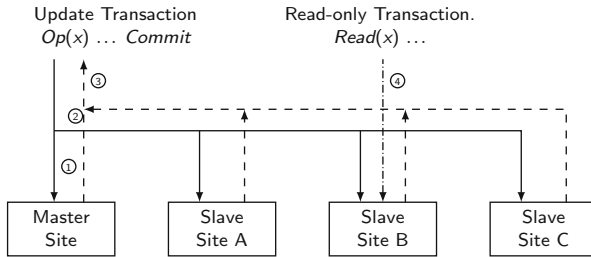 Update Transaction
Op(x) … Commit
Read-only Transaction.
Read(x) …
③
④
②
①
Master
Site
Slave
Site A
Slave
Site B
Slave
Site C